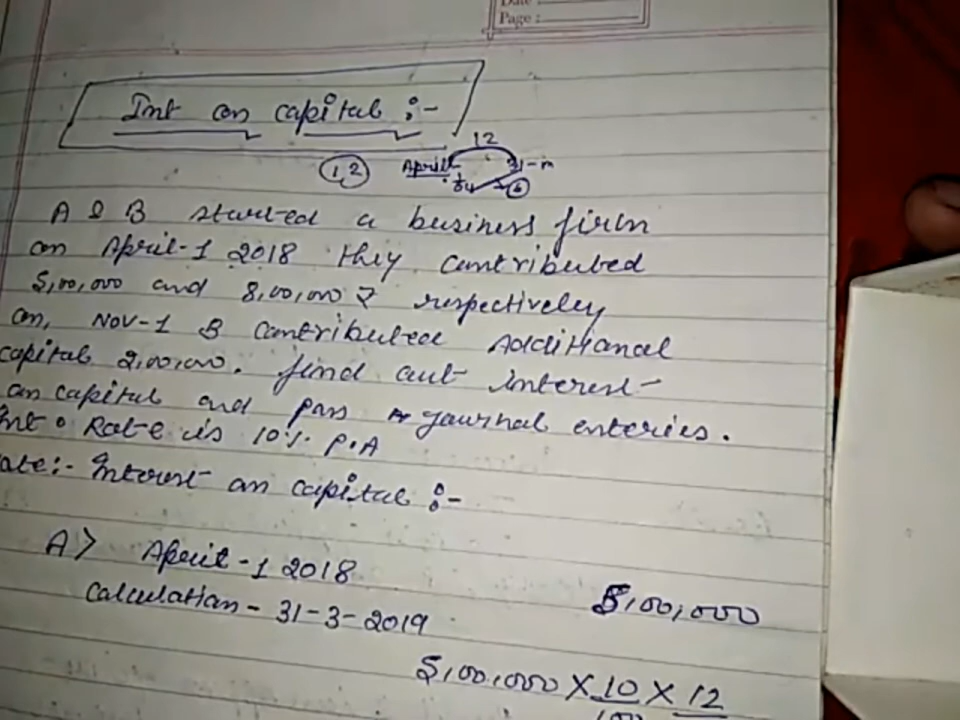 Date
Page :
Int on capital :-
12
1,2 April 31-m
6
A & B started a business firm
on April-1 2018 they contributed
5,00,000 and 8,00,000 ₹ respectively
on, Nov-1 B contributed Additional
capital 2,00,000. find out interest
on capital and pass journal enteries.
Int Rate is 10% P.A
ate:- Interest on capital :-
A> April-1 2018
5,00,000
calculation - 31-3-2019
5,00,000 X 10 X 12
100